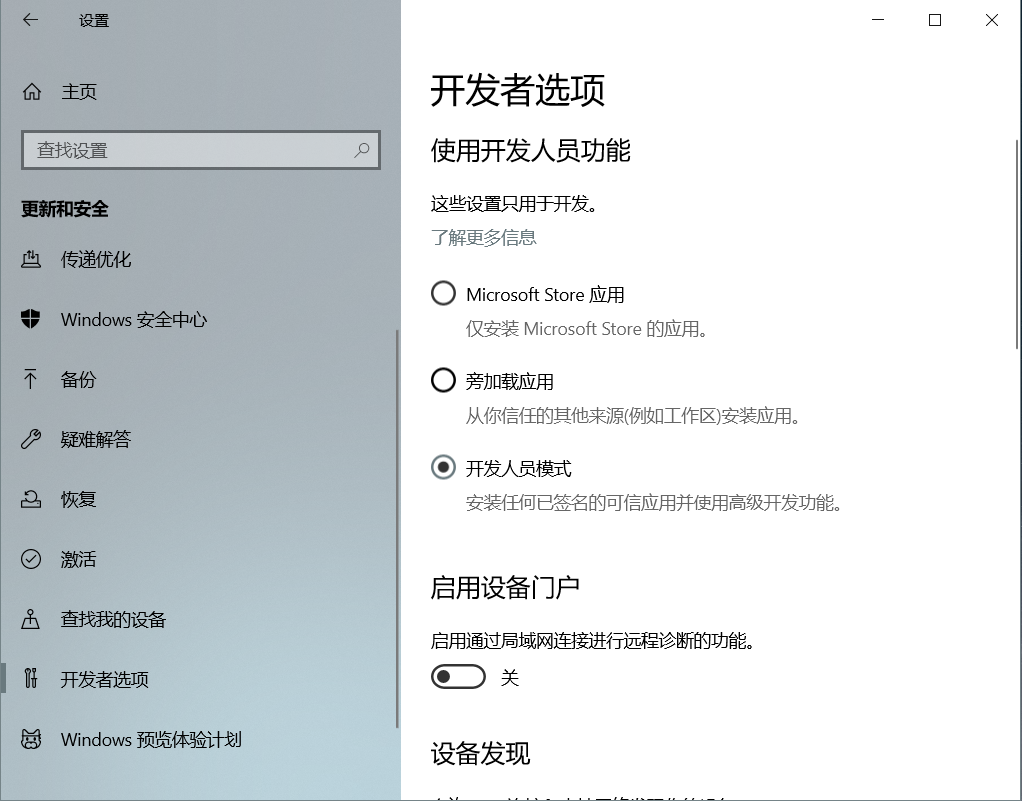 设置
主页
查找设置
更新和安全
传递优化
Windows 安全中心
备份
疑难解答
恢复
激活
查找我的设备
开发者选项
Windows 预览体验计划
开发者选项
使用开发人员功能
这些设置只用于开发。
了解更多信息
Microsoft Store 应用
仅安装 Microsoft Store 的应用。
旁加载应用
从你信任的其他来源(例如工作区)安装应用。
开发人员模式
安装任何已签名的可信应用并使用高级开发功能。
启用设备门户
启用通过局域网连接进行远程诊断的功能。
关
设备发现